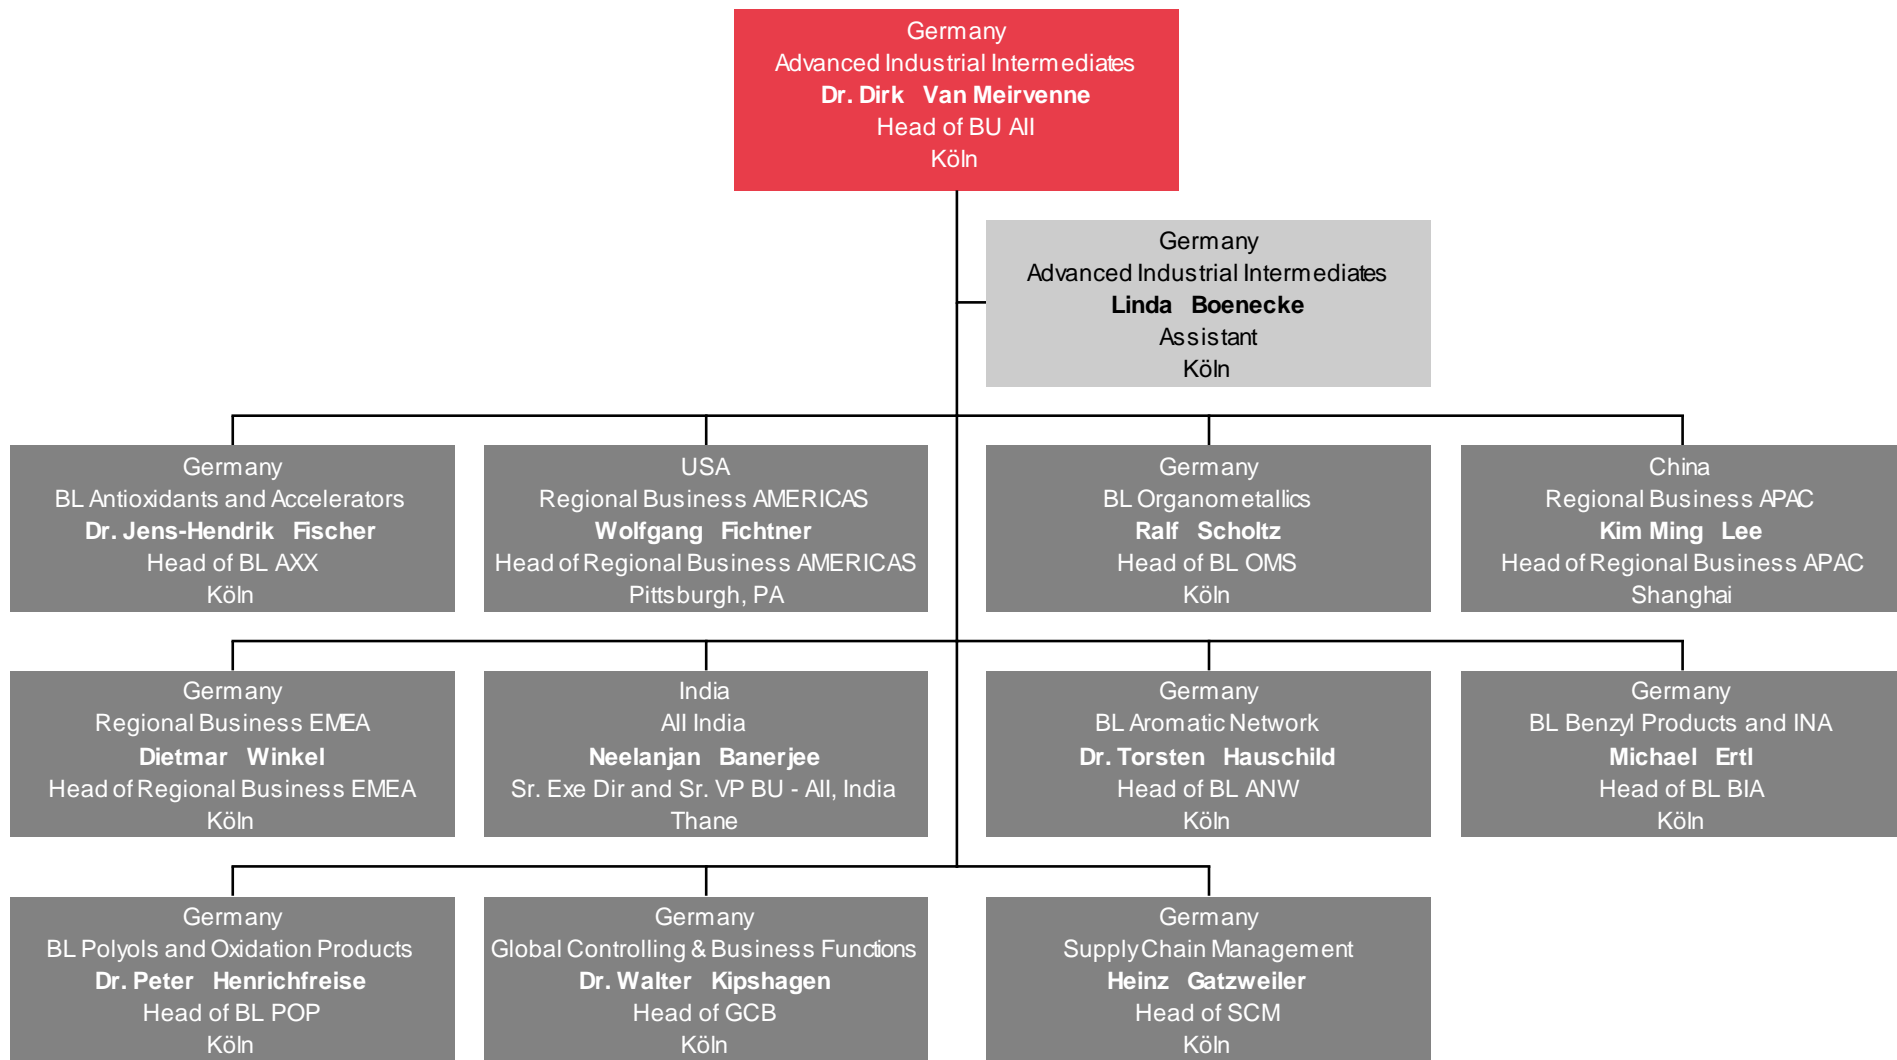 Germany
Advanced Industrial Intermediates
Dr. Dirk Van Meirvenne
Head of BU AII
Köln
Germany
Advanced Industrial Intermediates
Linda Boenecke
Assistant
Köln
Germany
BL Antioxidants and Accelerators
Dr. Jens-Hendrik Fischer
Head of BL AXX
Köln
USA
Regional Business AMERICAS
Wolfgang Fichtner
Head of Regional Business AMERICAS
Pittsburgh, PA
Germany
BL Organometallics
Ralf Scholtz
Head of BL OMS
Köln
China
Regional Business APAC
Kim Ming Lee
Head of Regional Business APAC
Shanghai
Germany
Regional Business EMEA
Dietmar Winkel
Head of Regional Business EMEA
Köln
India
AII India
Neelanjan Banerjee
Sr. Exe Dir and Sr. VP BU - AII, India
Thane
Germany
BL Aromatic Network
Dr. Torsten Hauschild
Head of BL ANW
Köln
Germany
BL Benzyl Products and INA
Michael Ertl
Head of BL BIA
Köln
Germany
BL Polyols and Oxidation Products
Dr. Peter Henrichfreise
Head of BL POP
Köln
Germany
Global Controlling & Business Functions
Dr. Walter Kipshagen
Head of GCB
Köln
Germany
Supply Chain Management
Heinz Gatzweiler
Head of SCM
Köln